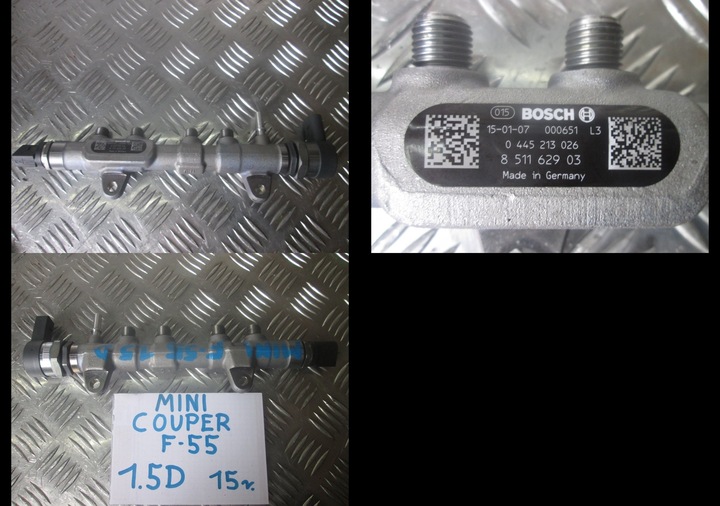 015 BOSCH
15-01-07 000651 L3
0 445 213 026
8 511 629 03
Made in Germany
MINI
COUPER
F-55
1.5D 15г.